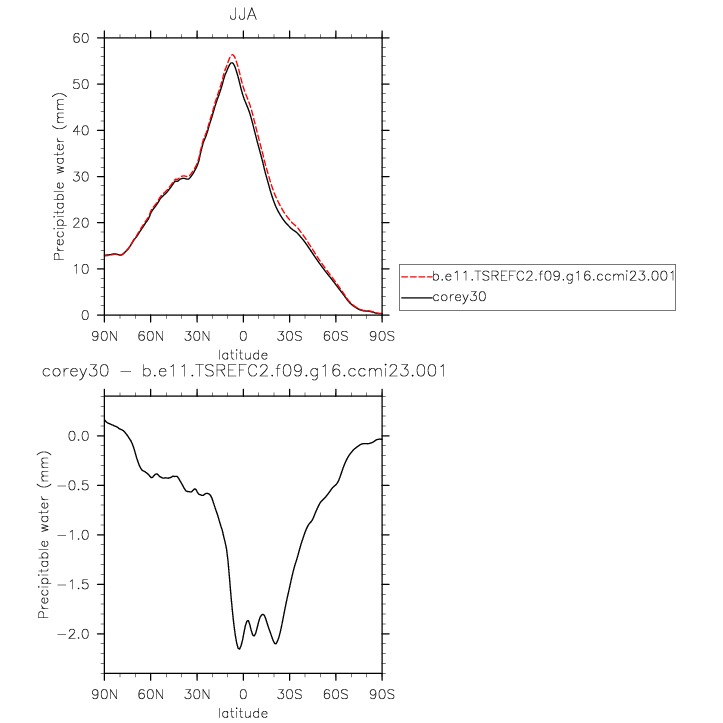 JJA
Precipitable water (mm)
60
50
40
30
20
10
0
90N 60N 30N 0 30S 60S 90S
latitude
b.e11.TSREFC2.f09.g16.ccmi23.001
corey30
corey30 − b.e11.TSREFC2.f09.g16.ccmi23.001
Precipitable water (mm)
0.0
−0.5
−1.0
−1.5
−2.0
90N 60N 30N 0 30S 60S 90S
latitude